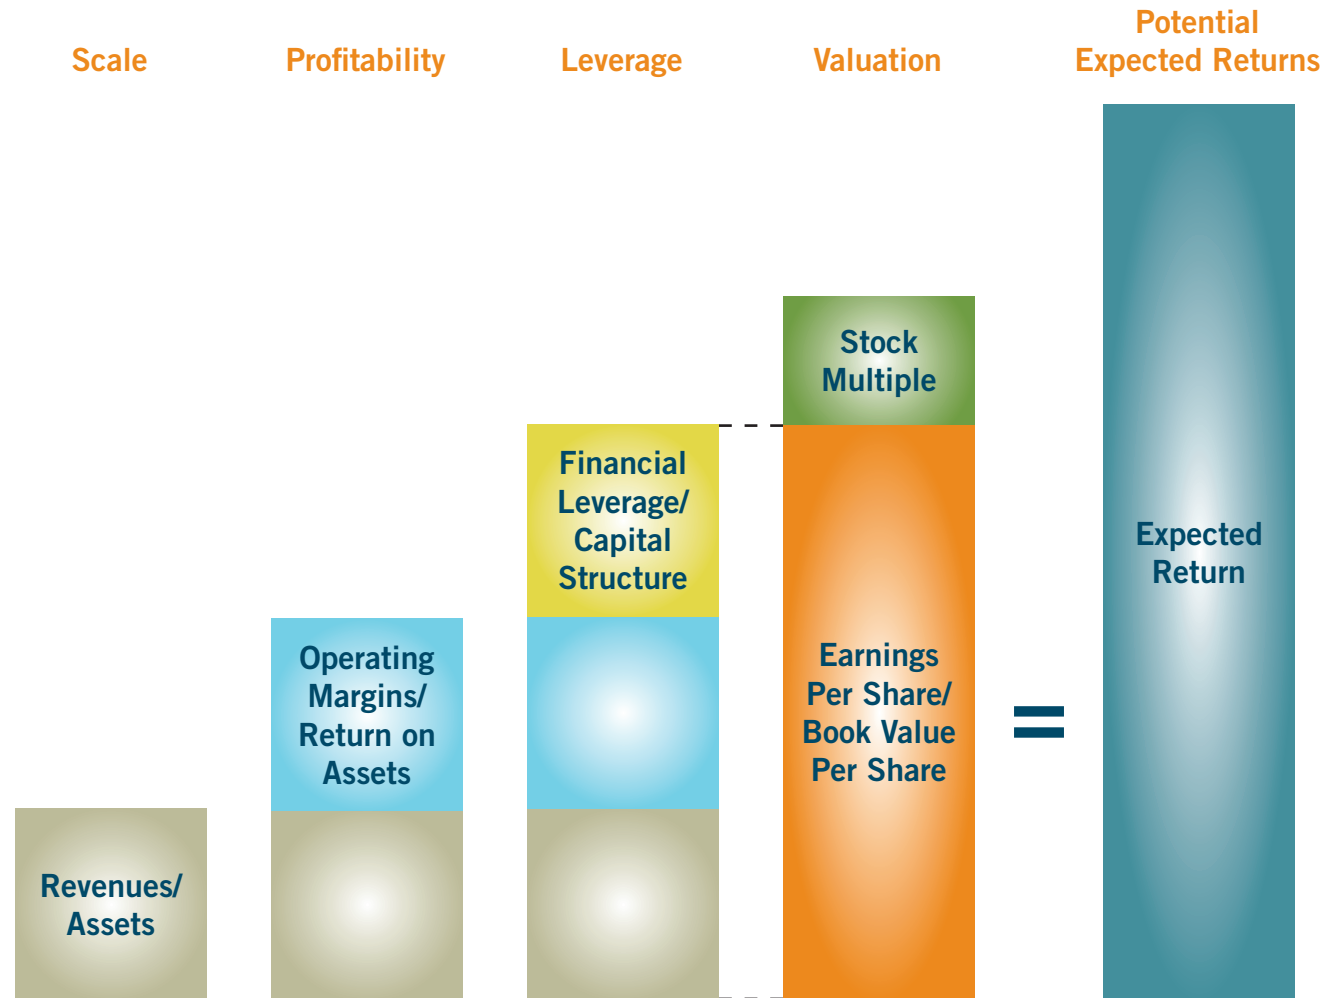 Scale
Profitability
Leverage
Valuation
Potential
Expected Returns
Revenues/
Assets
Operating
Margins/
Return on
Assets
Financial
Leverage/
Capital
Structure
Stock
Multiple
Earnings
Per Share/
Book Value
Per Share
=
Expected
Return